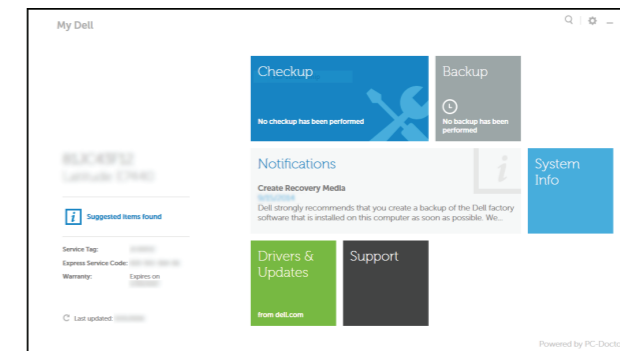 My Dell
Checkup
No checkup has been performed
Backup
No backup has been
performed
Notifications
Create Recovery Media
Dell strongly recommends that you create a backup of the Dell factory
software that is installed on this computer as soon as possible. We...
System
Info
i Suggested items found
Service Tag:
Express Service Code:
Warranty: Expires on
Last updated:
Drivers &
Updates
from dell.com
Support
Powered by PC-Doctor